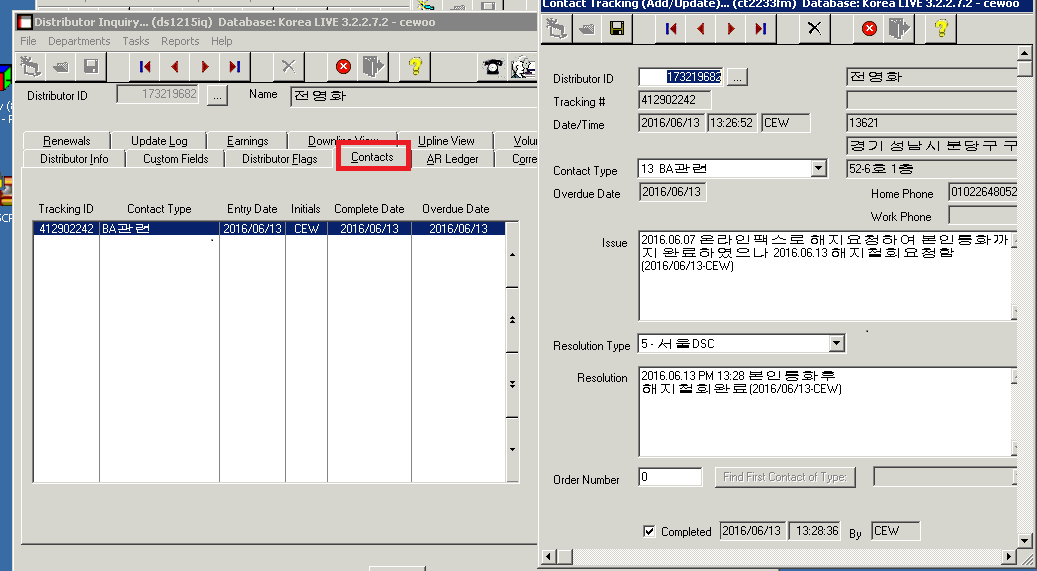 Distributor Inquiry... (ds1215iq) Database: Korea LIVE 3.2.2.7.2 - cewoo
File Departments Tasks Reports Help
Distributor ID 173219682 ... Name 전영화
Renewals Update Log Earnings Downline View Upline View Volu
Distributor Info Custom Fields Distributor Flags Contacts AR Ledger Corre
Tracking ID Contact Type Entry Date Initials Complete Date Overdue Date
412902242 BA관련 2016/06/13 CEW 2016/06/13 2016/06/13
Contact Tracking (Add/Update)... (ct2233fm) Database: Korea LIVE 3.2.2.7.2 - cewoo
Distributor ID 173219682 ... 전영화
Tracking # 412902242
Date/Time 2016/06/13 13:26:52 CEW 13621
경기 성남시 분당구 구
Contact Type 13 BA관련 52-6호 1층
Overdue Date 2016/06/13 Home Phone 01022648052
Work Phone
Issue 2016.06.07 온라인팩스로 해지요청하여 본인통화까
지 완료하였으나 2016.06.13 해지철회요청함
(2016/06/13-CEW)
Resolution Type 5 - 서울DSC
Resolution 2016.06.13 PM 13:28 본인통화후
해지철회완료(2016/06/13-CEW)
Order Number 0 Find First Contact of Type:
Completed 2016/06/13 13:28:36 By CEW